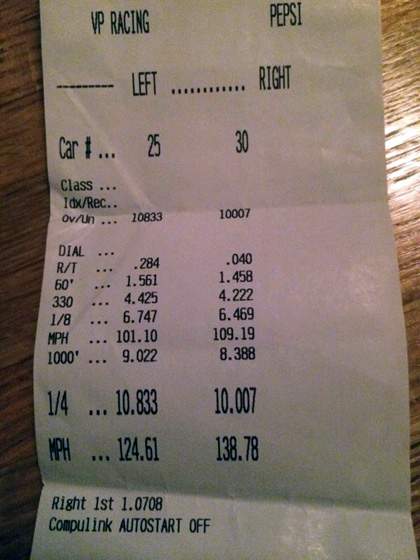 VP RACING PEPSI
-------- LEFT ............ RIGHT
Car # ... 25 30
Class ...
Idx/Rec..
Ov/Un ... 10833 10007
DIAL ...
R/T ... .284 .040
60' ... 1.561 1.458
330 ... 4.425 4.222
1/8 ... 6.747 6.469
MPH ... 101.10 109.19
1000' ... 9.022 8.388
1/4 ... 10.833 10.007
MPH ... 124.61 138.78
Right 1st 1.0708
Compulink AUTOSTART OFF